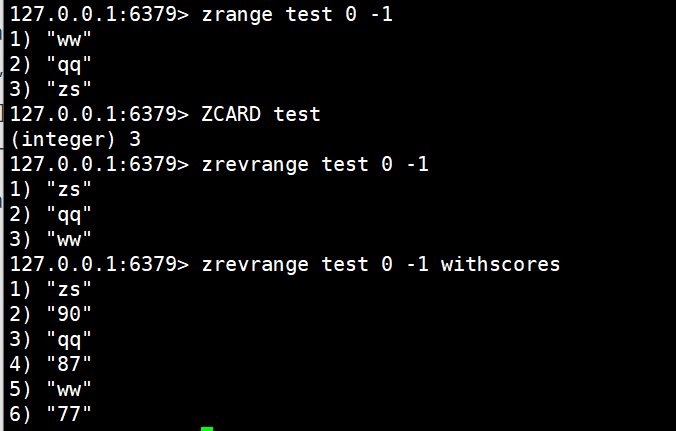 127.0.0.1:6379> zrange test 0 -1
1) "ww"
2) "qq"
3) "zs"
127.0.0.1:6379> ZCARD test
(integer) 3
127.0.0.1:6379> zrevrange test 0 -1
1) "zs"
2) "qq"
3) "ww"
127.0.0.1:6379> zrevrange test 0 -1 withscores
1) "zs"
2) "90"
3) "qq"
4) "87"
5) "ww"
6) "77"